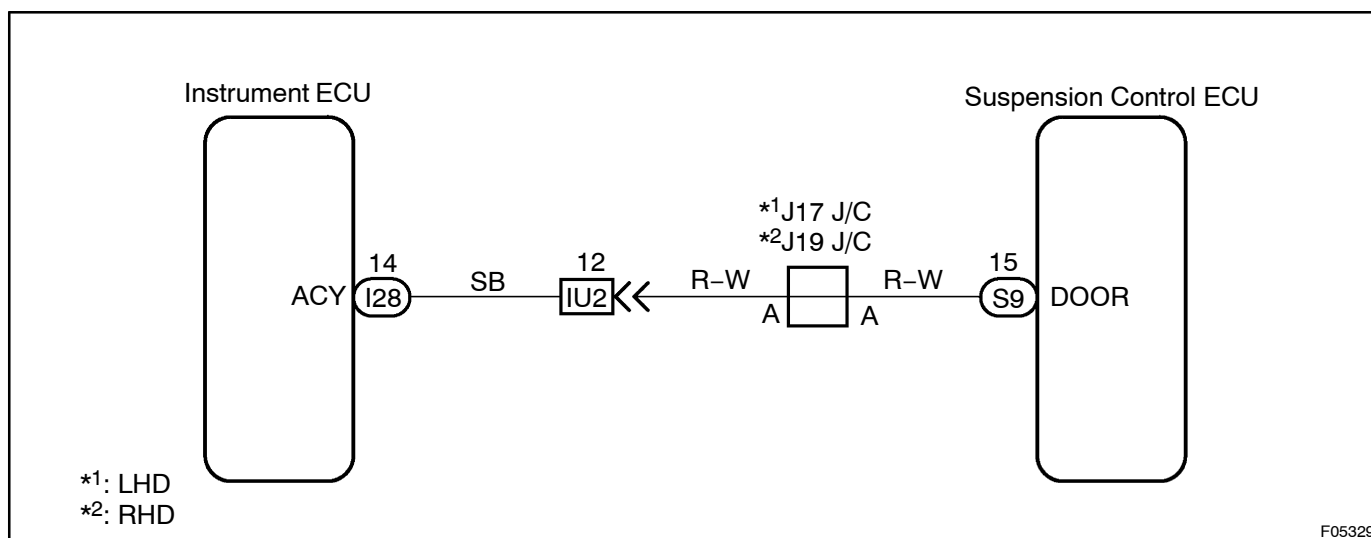 Instrument ECU
Suspension Control ECU
*1J17 J/C
*2J19 J/C
14
12
15
ACY
I28
SB
IU2
R–W
A
A
R–W
S9
DOOR
*1: LHD
*2: RHD
F05329